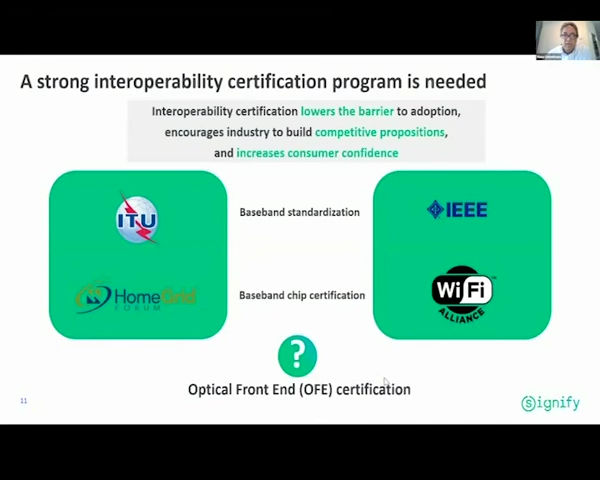 A strong interoperability certification program is needed
Interoperability certification lowers the barrier to adoption,
encourages industry to build competitive propositions,
and increases consumer confidence
ITU
Baseband standardization
IEEE
HomeGrid
FORUM
Baseband chip certification
WiFi
ALLIANCE
?
Optical Front End (OFE) certification
11
Signify